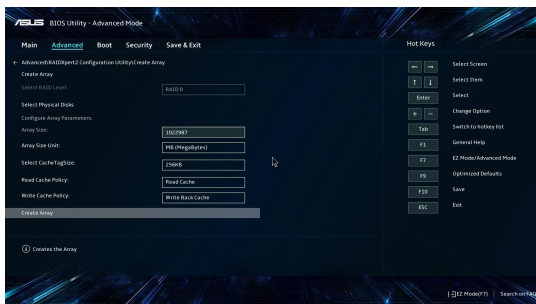 ASUS BIOS Utility - Advanced Mode
Main Advanced Boot Security Save & Exit
Hot Keys
← Advanced\RAIDXpert2 Configuration Utility\Create Array
Create Array
Select RAID Level: RAID 0
Select Physical Disks
Configure Array Parameters:
Array Size: 1022987
Array Size Unit: MB (MegaBytes)
Select CacheTagSize: 256KB
Read Cache Policy: Read Cache
Write Cache Policy: Write Back Cache
Create Array
Creates the Array
← → Select Screen
↑ ↓ Select Item
Enter Select
+ − Change Option
Tab Switch to hotkey list
F1 General Help
F7 EZ Mode/Advanced Mode
F9 Optimized Defaults
F10 Save
ESC Exit
EZ Mode(F7) | Search on FAQ